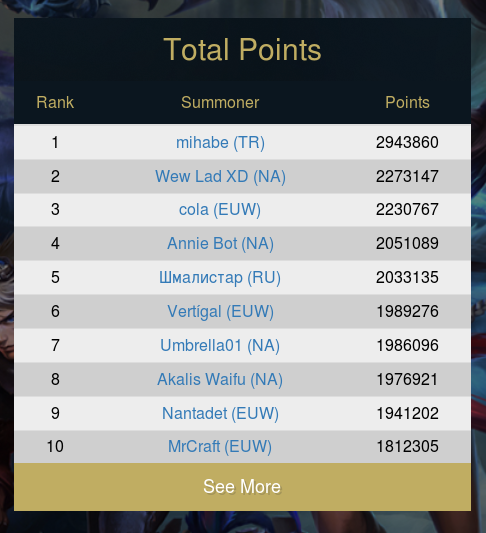 Total Points
Rank Summoner Points
1 mihabe (TR) 2943860
2 Wew Lad XD (NA) 2273147
3 cola (EUW) 2230767
4 Annie Bot (NA) 2051089
5 Шмалистар (RU) 2033135
6 Vertígal (EUW) 1989276
7 Umbrella01 (NA) 1986096
8 Akalis Waifu (NA) 1976921
9 Nantadet (EUW) 1941202
10 MrCraft (EUW) 1812305
See More